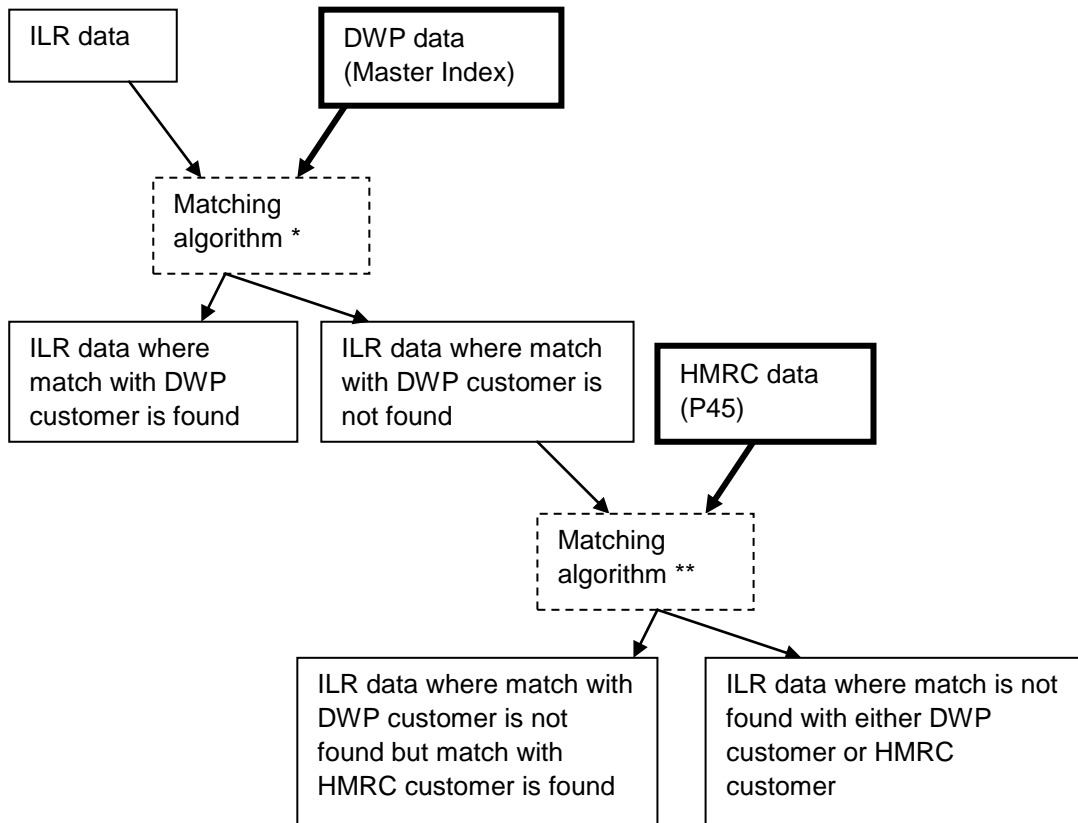 ILR data
DWP data
(Master Index)
Matching
algorithm *
ILR data where
match with DWP
customer is found
ILR data where match
with DWP customer is
not found
HMRC data
(P45)
Matching
algorithm **
ILR data where match with
DWP customer is not
found but match with
HMRC customer is found
ILR data where match is not
found with either DWP
customer or HMRC
customer